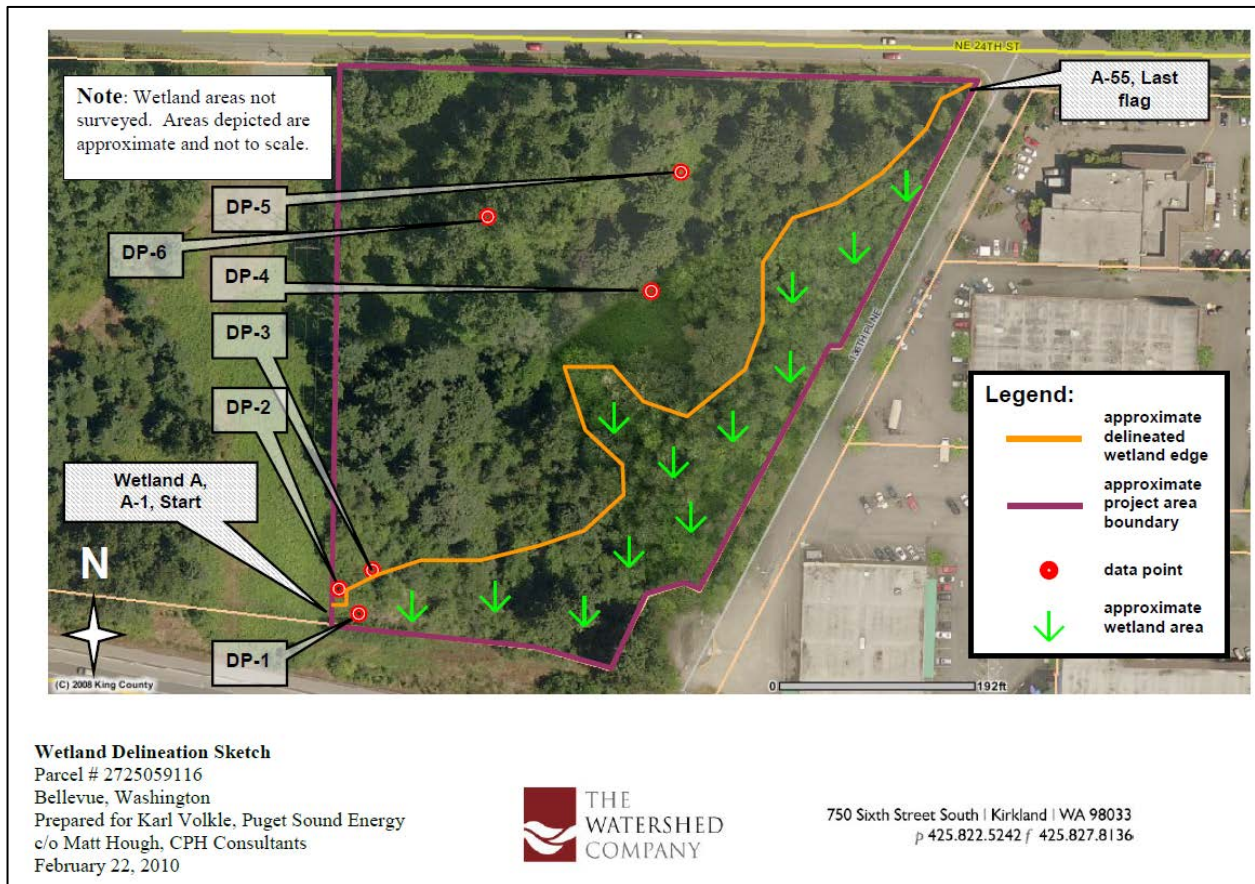 NE 24TH ST
Note: Wetland areas not
surveyed. Areas depicted are
approximate and not to scale.
A-55, Last
flag
DP-5
DP-6
DP-4
DP-3
DP-2
Wetland A,
A-1, Start
DP-1
N
Legend:
approximate
delineated
wetland edge
approximate
project area
boundary
data point
approximate
wetland area
(C) 2008 King County
0 192ft
Wetland Delineation Sketch
Parcel # 2725059116
Bellevue, Washington
Prepared for Karl Volkle, Puget Sound Energy
c/o Matt Hough, CPH Consultants
February 22, 2010
THE
WATERSHED
COMPANY
750 Sixth Street South | Kirkland | WA 98033
p 425.822.5242 f 425.827.8136